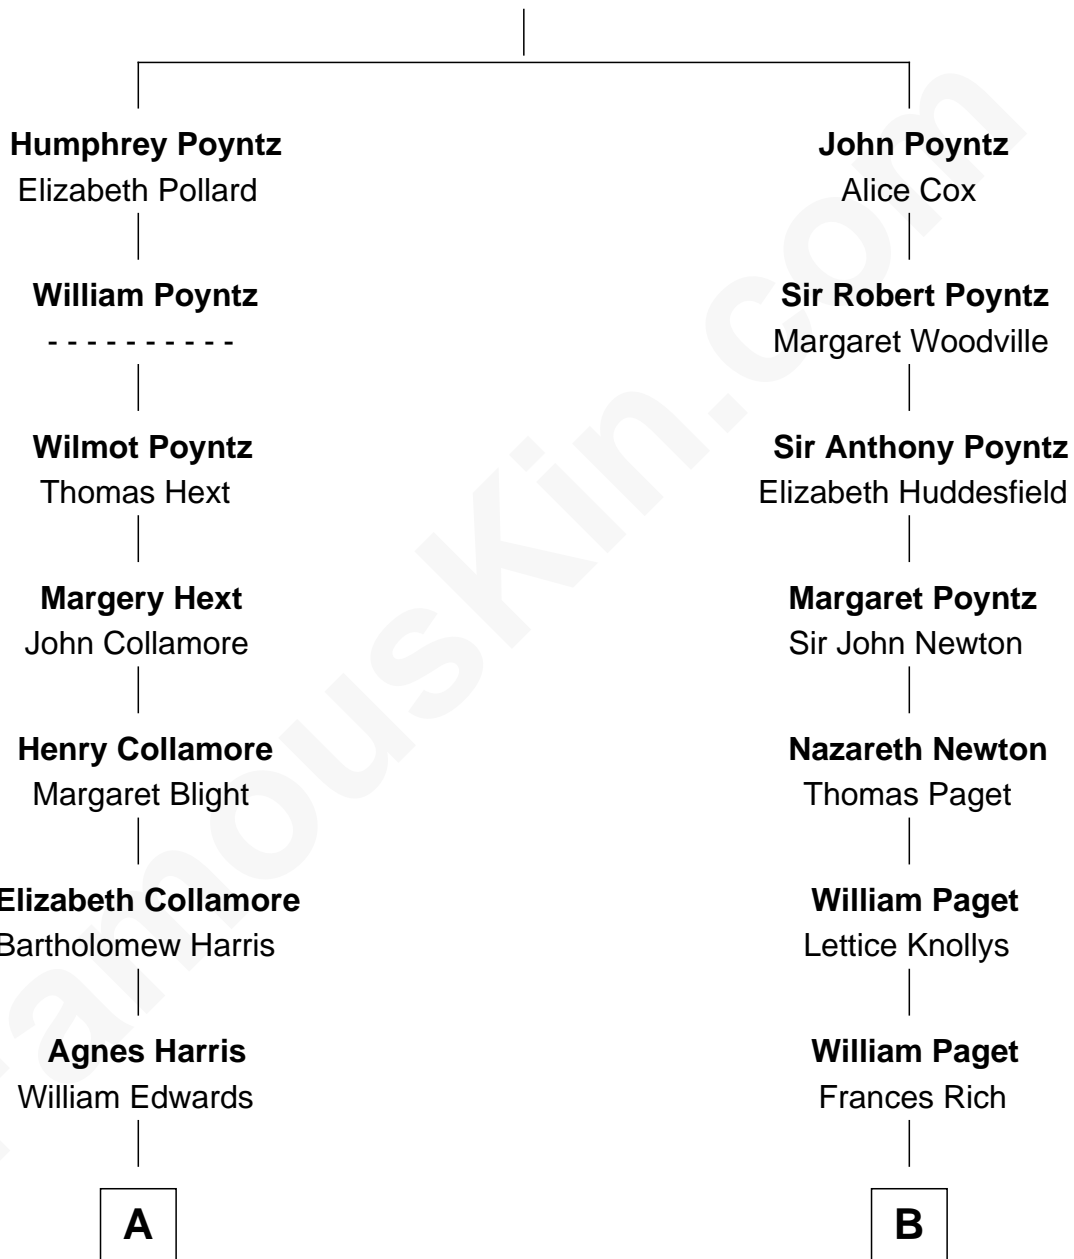 Humphrey Poyntz
Elizabeth Pollard
William Poyntz
- - - - - - - - - -
Wilmot Poyntz
Thomas Hext
Margery Hext
John Collamore
Henry Collamore
Margaret Blight
Elizabeth Collamore
Bartholomew Harris
Agnes Harris
William Edwards
A
John Poyntz
Alice Cox
Sir Robert Poyntz
Margaret Woodville
Sir Anthony Poyntz
Elizabeth Huddesfield
Margaret Poyntz
Sir John Newton
Nazareth Newton
Thomas Paget
William Paget
Lettice Knollys
William Paget
Frances Rich
B
FamousKin.com